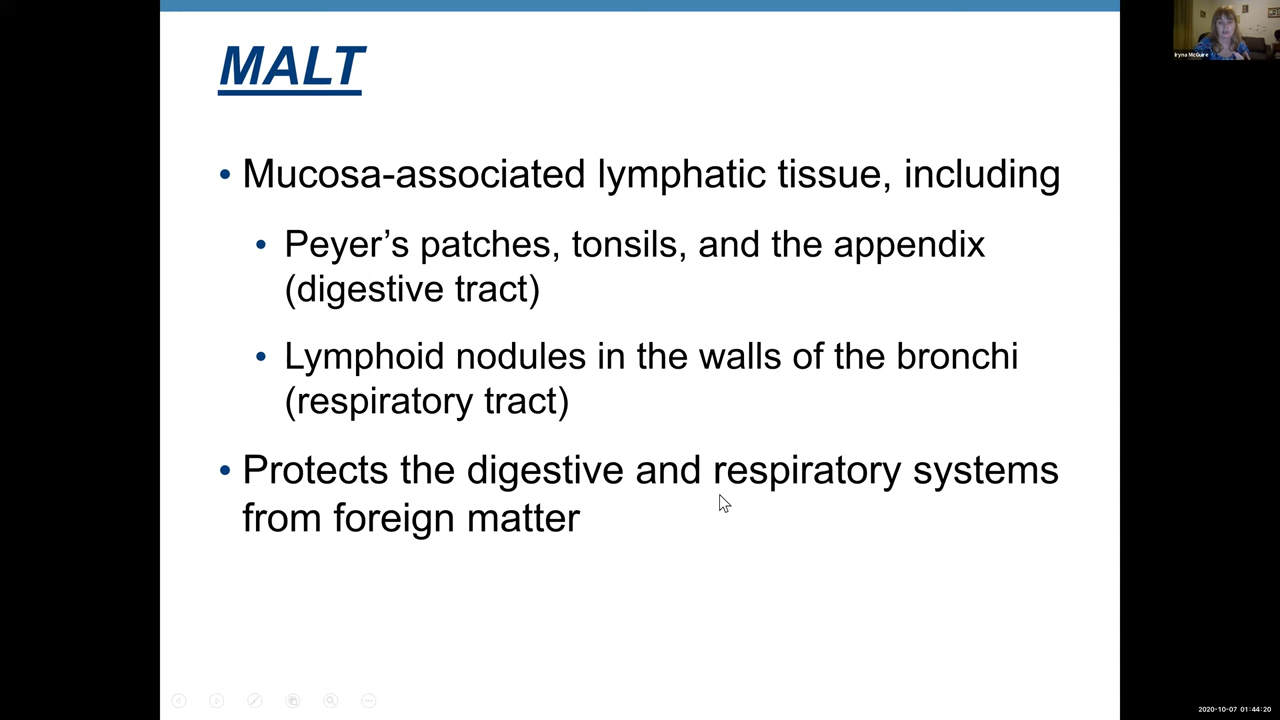 MALT
• Mucosa-associated lymphatic tissue, including
• Peyer’s patches, tonsils, and the appendix
(digestive tract)
• Lymphoid nodules in the walls of the bronchi
(respiratory tract)
• Protects the digestive and respiratory systems
from foreign matter
Iryna McGuire
2020-10-07 01:44:20